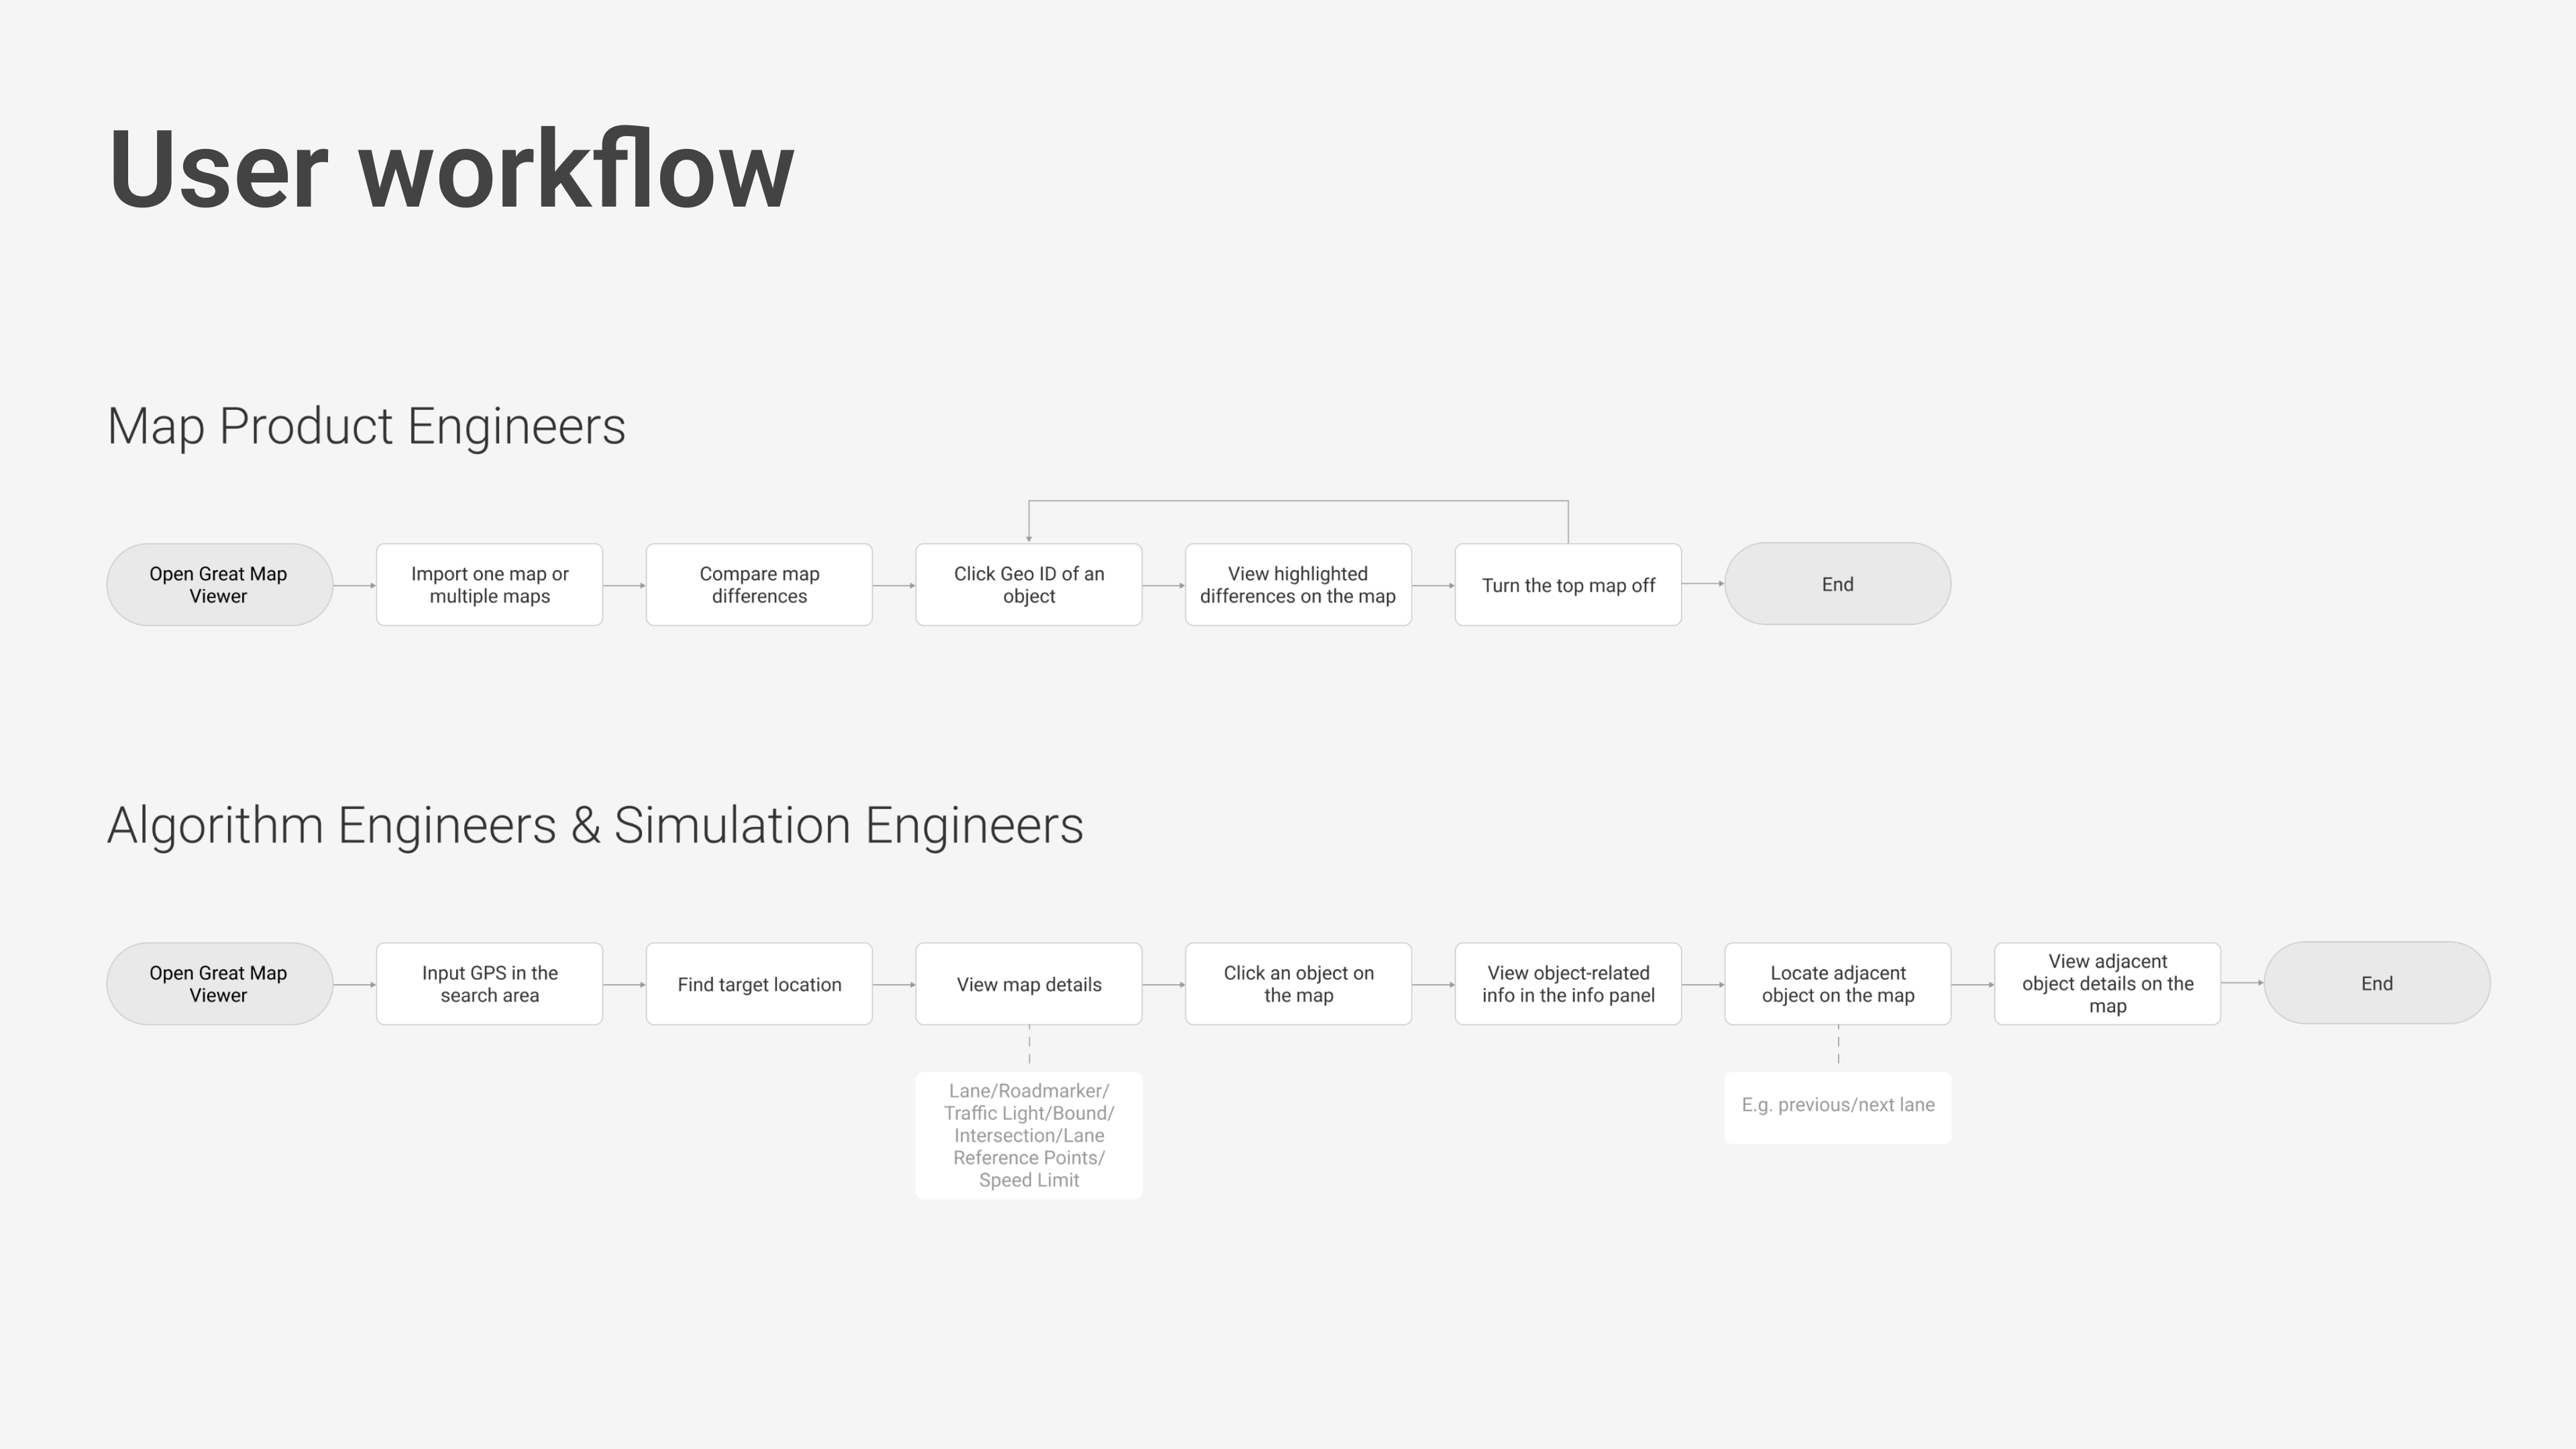 User workflow
Map Product Engineers
Open Great Map
Viewer
Import one map or
multiple maps
Compare map
differences
Click Geo ID of an
object
View highlighted
differences on the map
Turn the top map off
End
Algorithm Engineers & Simulation Engineers
Open Great Map
Viewer
Input GPS in the
search area
Find target location
View map details
Click an object on
the map
View object-related
info in the info panel
Locate adjacent
object on the map
View adjacent
object details on the
map
End
Lane/Roadmarker/
Traffic Light/Bound/
Intersection/Lane
Reference Points/
Speed Limit
E.g. previous/next lane